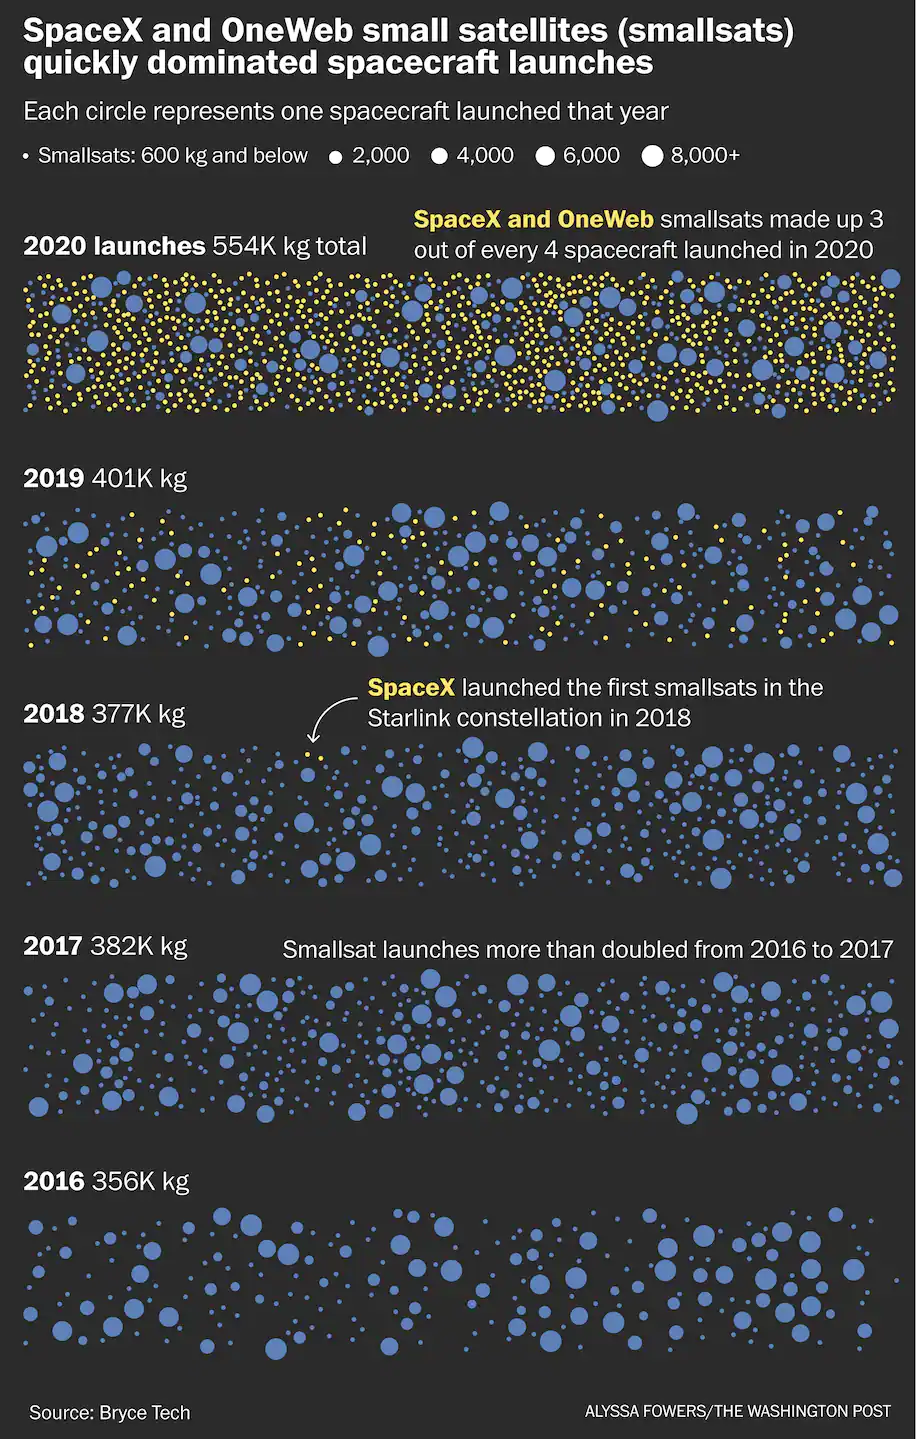 SpaceX and OneWeb small satellites (smallsats)
quickly dominated spacecraft launches
Each circle represents one spacecraft launched that year
Smallsats: 600 kg and below 2,000 4,000 6,000 8,000+
SpaceX and OneWeb smallsats made up 3
out of every 4 spacecraft launched in 2020
2020 launches 554K kg total
2019 401K kg
SpaceX launched the first smallsats in the
Starlink constellation in 2018
2018 377K kg
2017 382K kg
Smallsat launches more than doubled from 2016 to 2017
2016 356K kg
Source: Bryce Tech
ALYSSA FOWERS/THE WASHINGTON POST